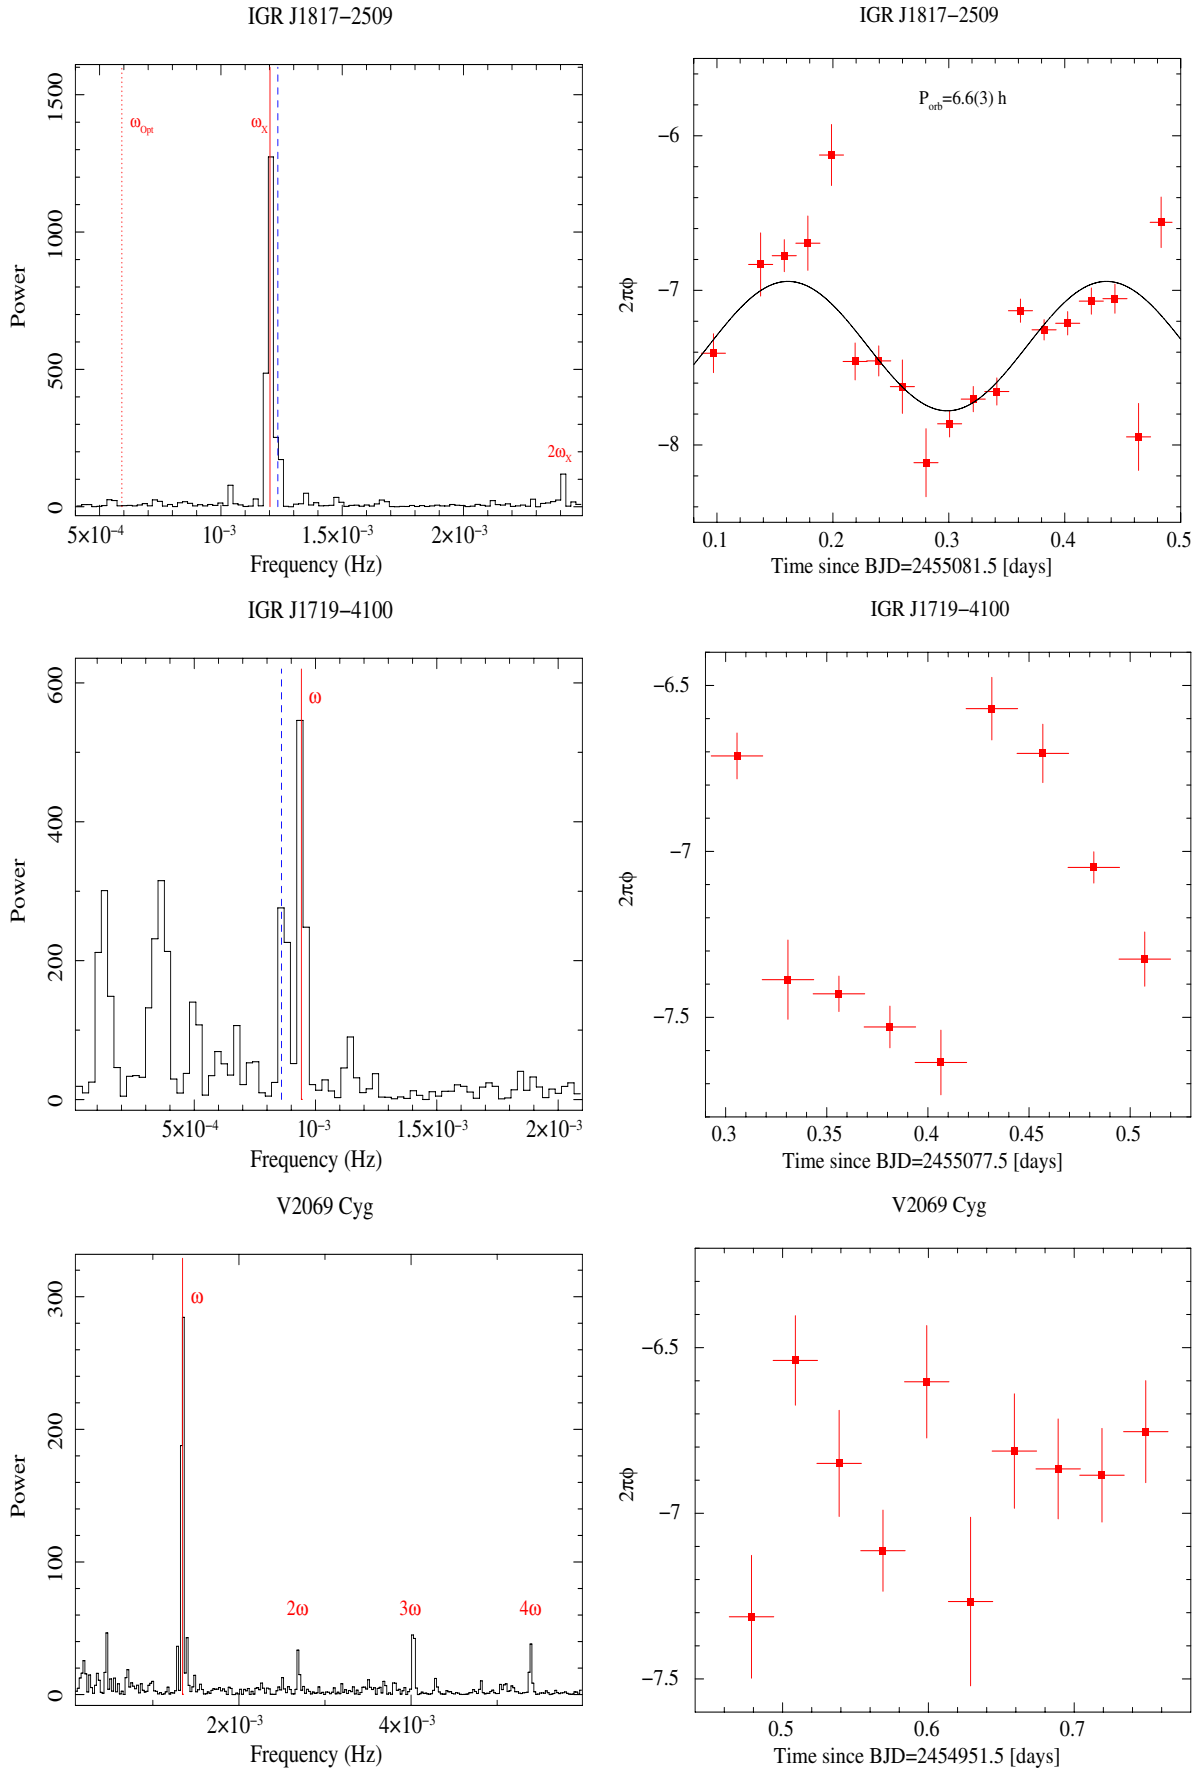 IGR J1817−2509
1500
1000
500
0
Power
ω_Opt
ω_X
2ω_X
5×10⁻⁴
10⁻³
1.5×10⁻³
2×10⁻³
Frequency (Hz)
IGR J1817−2509
P_orb=6.6(3) h
−6
−7
−8
2πϕ
0.1
0.2
0.3
0.4
0.5
Time since BJD=2455081.5 [days]
IGR J1719−4100
600
400
200
0
Power
ω
5×10⁻⁴
10⁻³
1.5×10⁻³
2×10⁻³
Frequency (Hz)
IGR J1719−4100
−6.5
−7
−7.5
2πϕ
0.3
0.35
0.4
0.45
0.5
Time since BJD=2455077.5 [days]
V2069 Cyg
300
200
100
0
Power
ω
2ω
3ω
4ω
2×10⁻³
4×10⁻³
Frequency (Hz)
V2069 Cyg
−6.5
−7
−7.5
2πϕ
0.5
0.6
0.7
Time since BJD=2454951.5 [days]